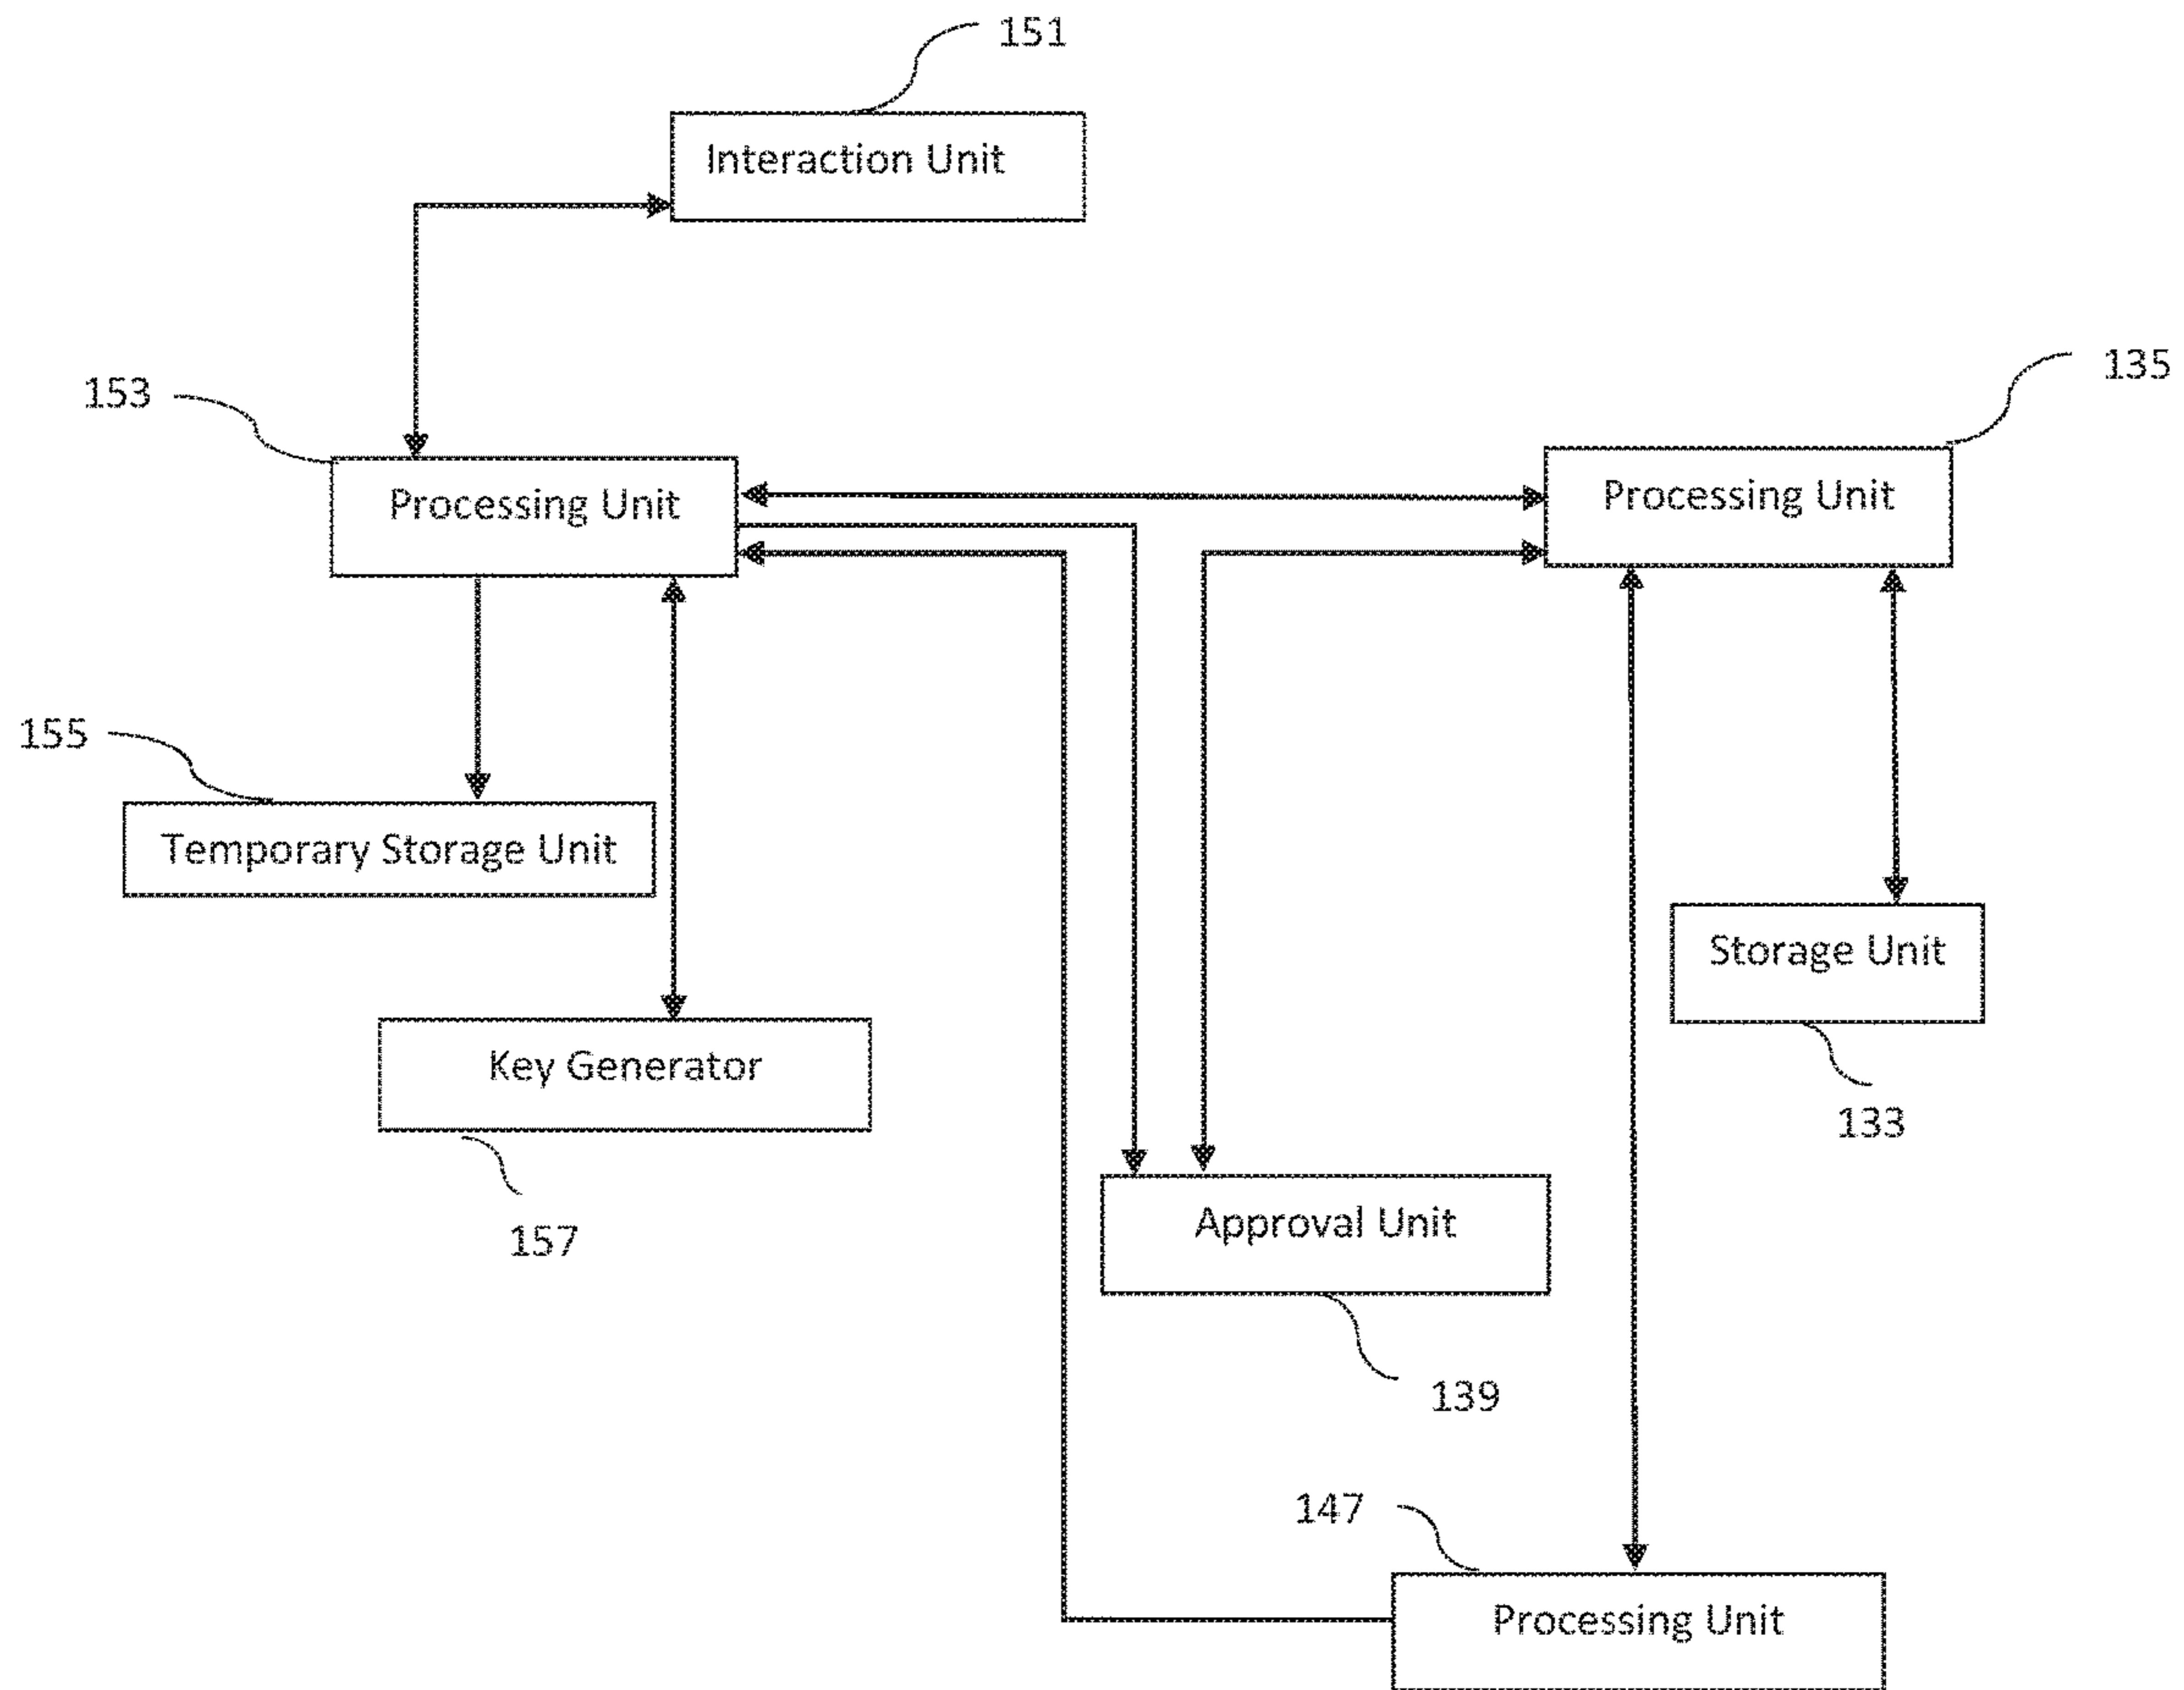 151
Interaction Unit
135
153
Processing Unit
Processing Unit
155
Temporary Storage Unit
Storage Unit
Key Generator
133
Approval Unit
157
139
147
Processing Unit